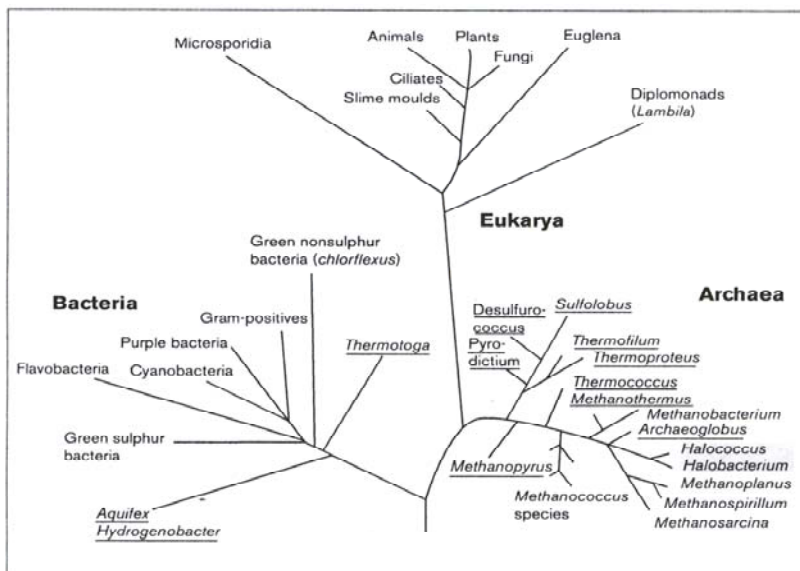 Microsporidia
Animals
Plants
Euglena
Fungi
Ciliates
Slime moulds
Diplomonads
(Lambila)
Eukarya
Green nonsulphur
bacteria (chlorflexus)
Bacteria
Archaea
Gram-positives
Purple bacteria
Flavobacteria
Cyanobacteria
Thermotoga
Green sulphur
bacteria
Aquifex
Hydrogenobacter
Desulfuro-
coccus
Sulfolobus
Pyro-
dictium
Thermofilum
Thermoproteus
Thermococcus
Methanothermus
Methanobacterium
Archaeoglobus
Halococcus
Halobacterium
Methanopyrus
Methanococcus
species
Methanoplanus
Methanospirillum
Methanosarcina